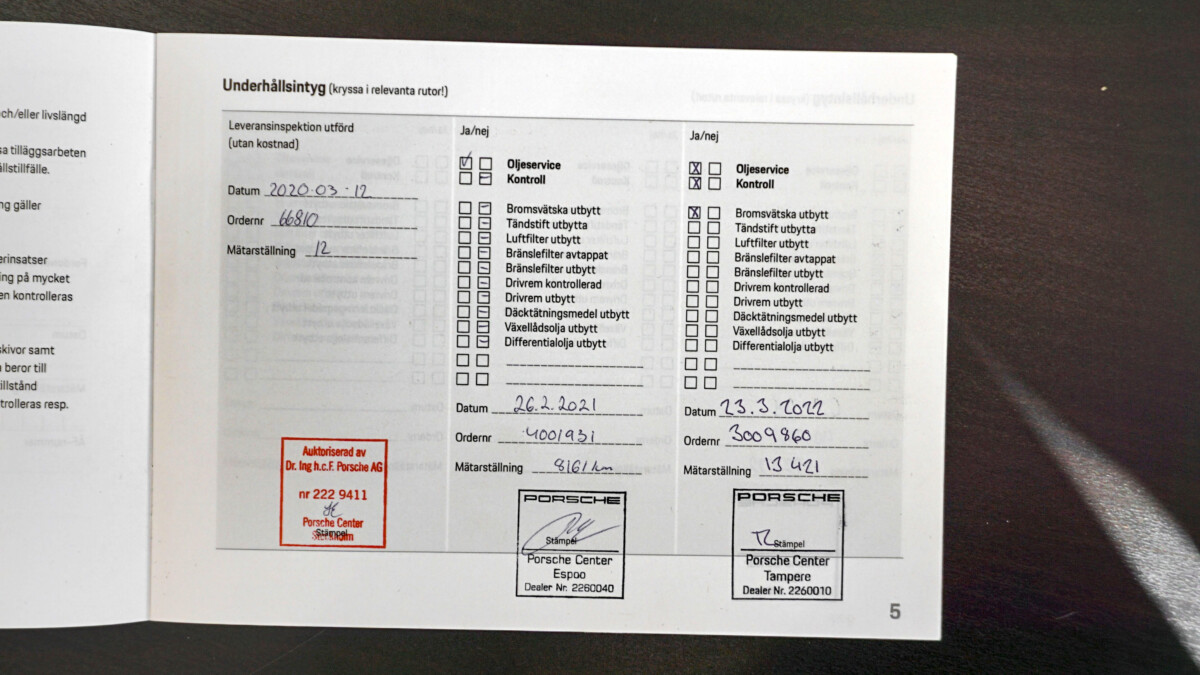 ch/eller livslängd
sa tilläggsarbeten
llstillfälle.
ng gäller
erinsatser
ing på mycket
en kontrolleras
skivor samt
beror till
illstånd
trolleras resp.
Underhållsintyg (kryssa i relevanta rutor!)
Leveransinspektion utförd
(utan kostnad)
Datum 2020-03-12
Ordernr 66810
Mätarställning 12
Auktoriserad av
Dr. Ing h.c.F. Porsche AG
nr 222 9411
Porsche Center
Stämpel
Ja/nej
Oljeservice
Kontroll
Bromsvätska utbytt
Tändstift utbytta
Luftfilter utbytt
Bränslefilter avtappat
Bränslefilter utbytt
Drivrem kontrollerad
Drivrem utbytt
Däcktätningsmedel utbytt
Växellådsolja utbytt
Differentialolja utbytt
Datum 26.2.2021
Ordernr 4001931
Mätarställning 8161 km
PORSCHE
Stämpel
Porsche Center
Espoo
Dealer Nr. 2260040
Ja/nej
Oljeservice
Kontroll
Bromsvätska utbytt
Tändstift utbytta
Luftfilter utbytt
Bränslefilter avtappat
Bränslefilter utbytt
Drivrem kontrollerad
Drivrem utbytt
Däcktätningsmedel utbytt
Växellådsolja utbytt
Differentialolja utbytt
Datum 23.3.2022
Ordernr 3009860
Mätarställning 13 421
PORSCHE
Stämpel
Porsche Center
Tampere
Dealer Nr. 2260010
5